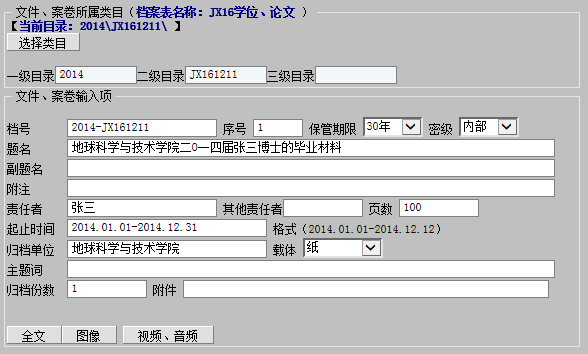 文件、案卷所属类目（档案表名称：JX16学位、论文 ）
【当前目录：2014\JX161211\ 】
选择类目
一级目录 2014 二级目录 JX161211 三级目录
文件、案卷输入项
档号 2014-JX161211 序号 1 保管期限 30年 密级 内部
题名 地球科学与技术学院二0一四届张三博士的毕业材料
副题名
附注
责任者 张三 其他责任者 页数 100
起止时间 2014.01.01-2014.12.31 格式（2014.01.01-2014.12.12）
归档单位 地球科学与技术学院 载体 纸
主题词
归档份数 1 附件
全文 图像 视频、音频